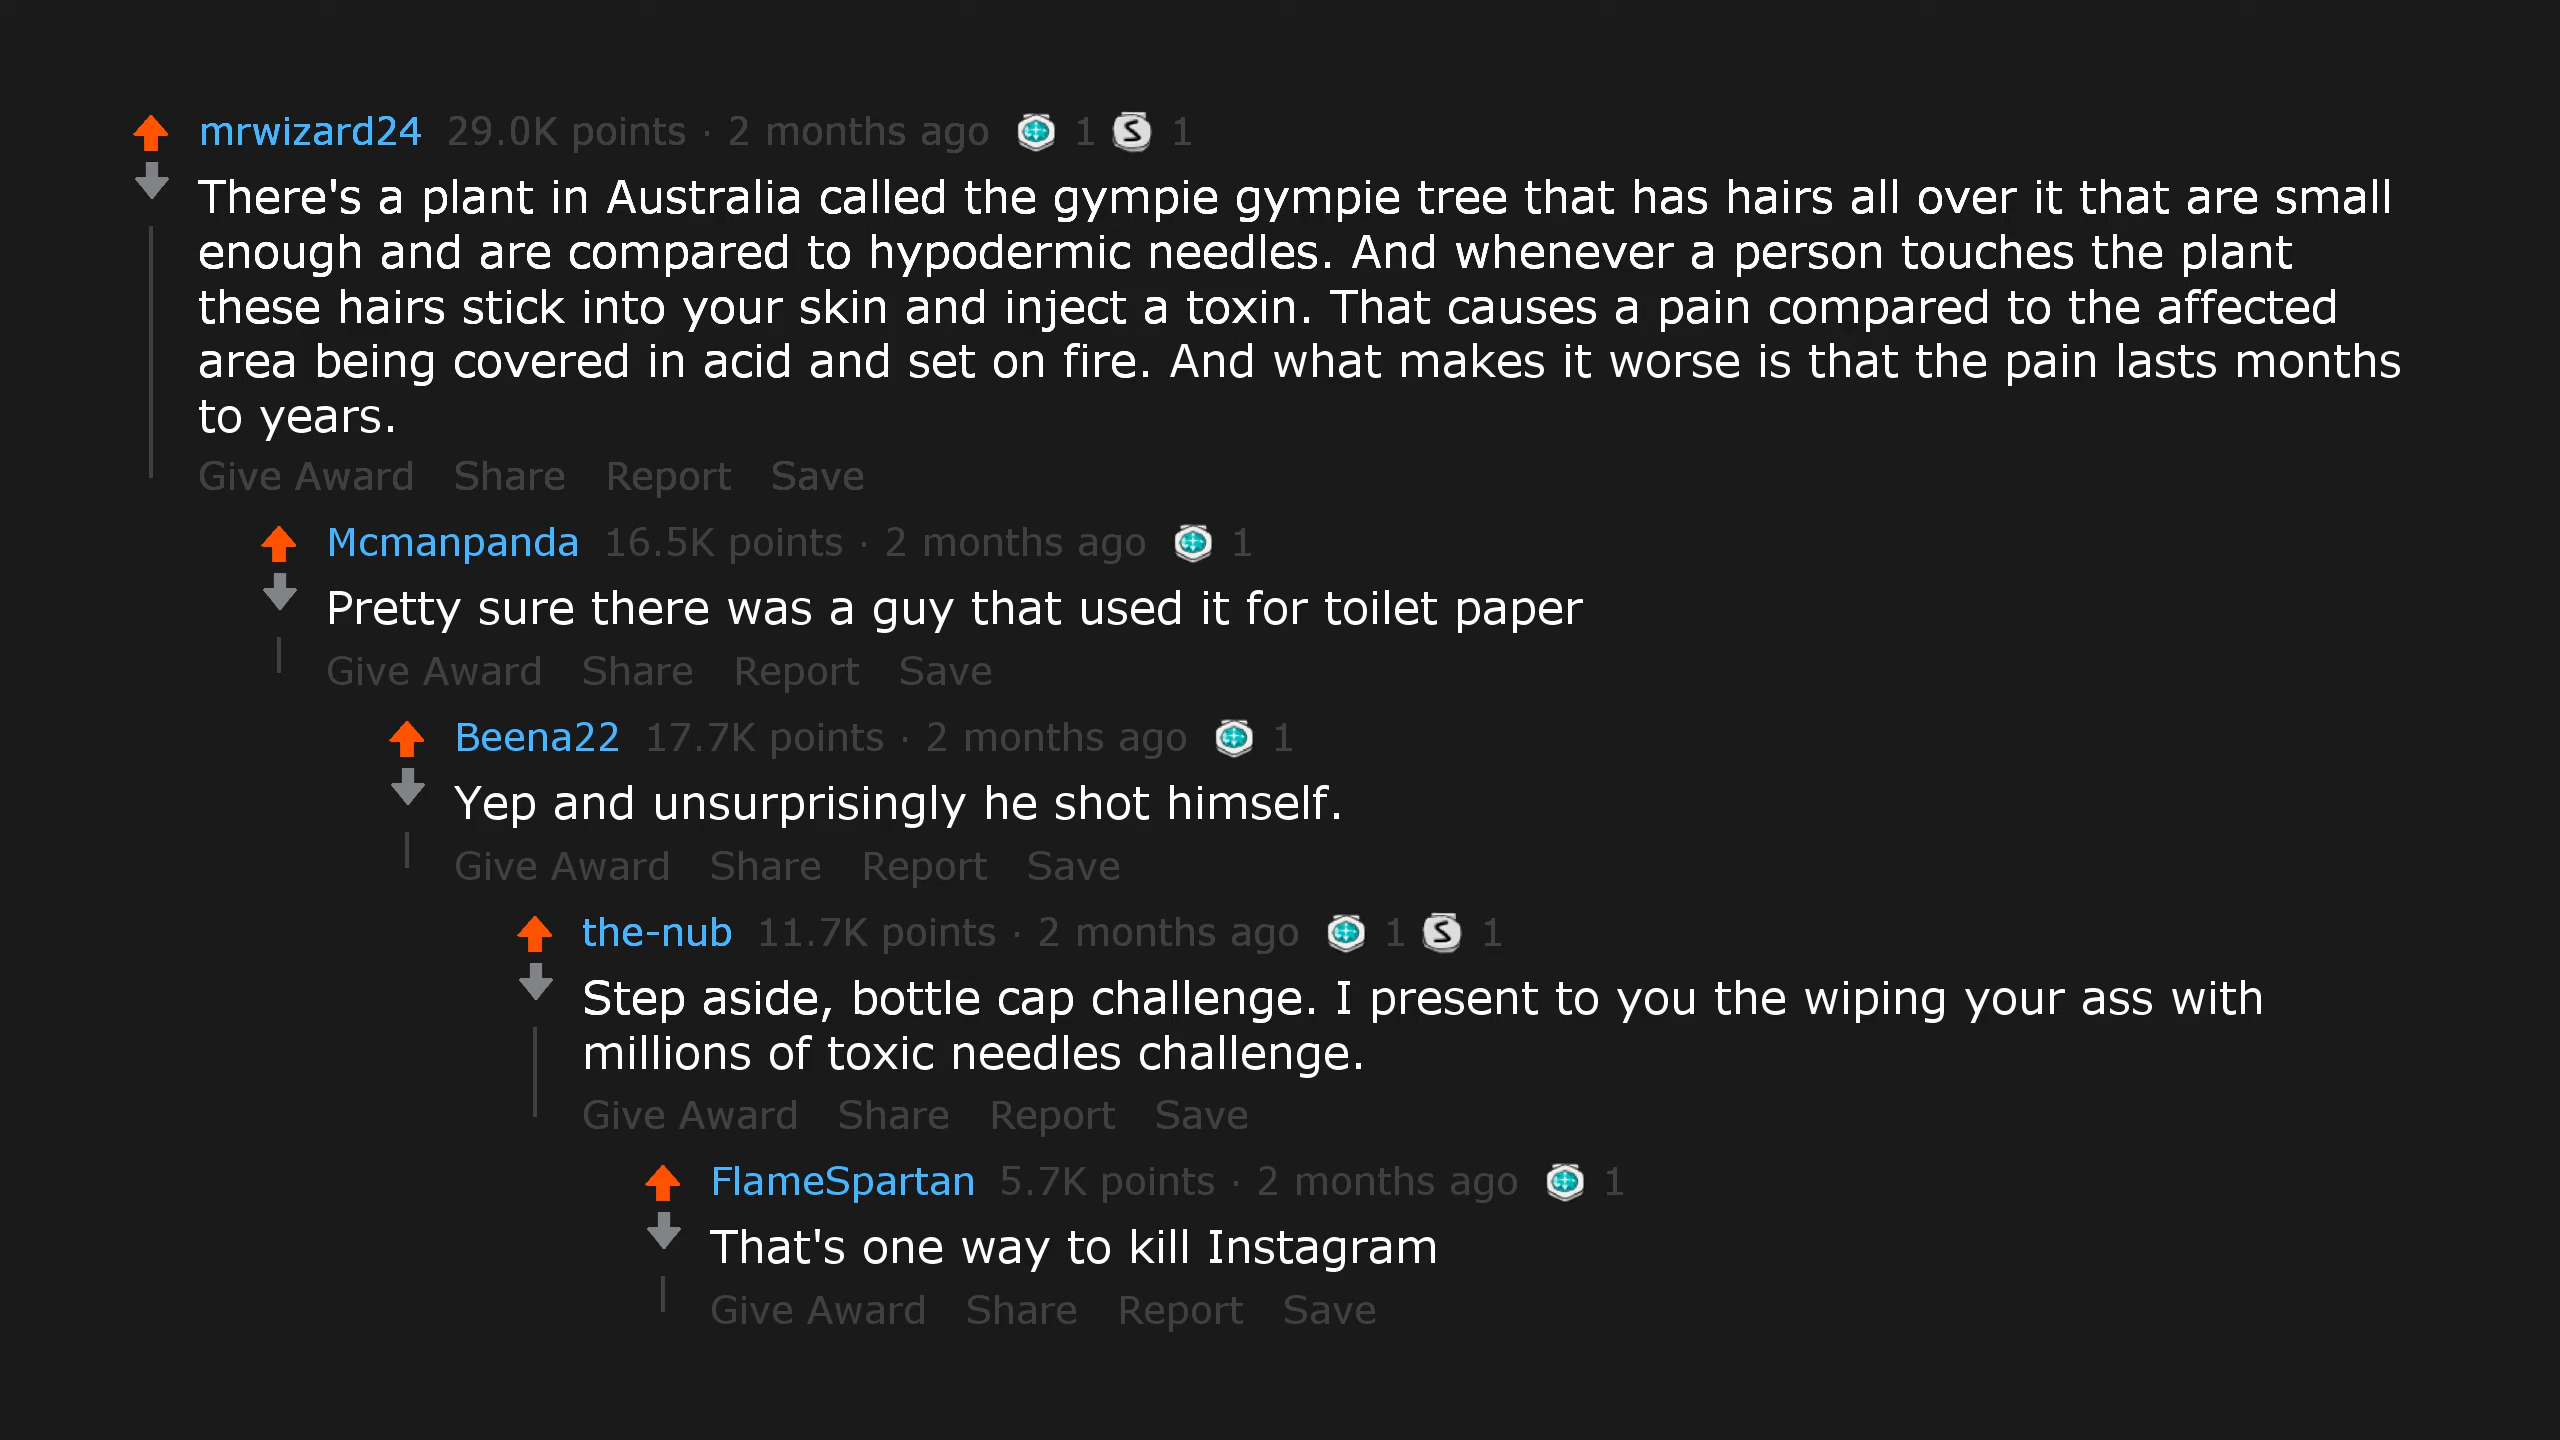 mrwizard24 29.0K points · 2 months ago 1 S 1
There's a plant in Australia called the gympie gympie tree that has hairs all over it that are small
enough and are compared to hypodermic needles. And whenever a person touches the plant
these hairs stick into your skin and inject a toxin. That causes a pain compared to the affected
area being covered in acid and set on fire. And what makes it worse is that the pain lasts months
to years.
Give Award Share Report Save
Mcmanpanda 16.5K points · 2 months ago 1
Pretty sure there was a guy that used it for toilet paper
Give Award Share Report Save
Beena22 17.7K points · 2 months ago 1
Yep and unsurprisingly he shot himself.
Give Award Share Report Save
the-nub 11.7K points · 2 months ago 1 S 1
Step aside, bottle cap challenge. I present to you the wiping your ass with
millions of toxic needles challenge.
Give Award Share Report Save
FlameSpartan 5.7K points · 2 months ago 1
That's one way to kill Instagram
Give Award Share Report Save